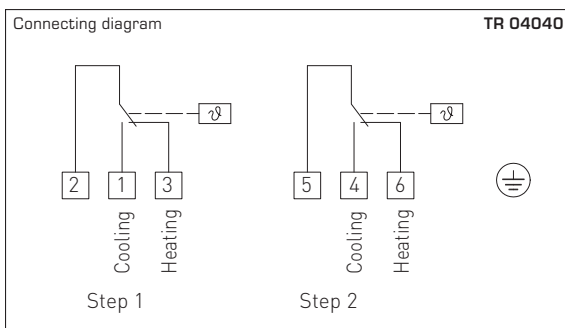 Connecting diagram TR 04040
ϑ ϑ
2 1 3 5 4 6
Cooling Heating Cooling Heating
Step 1 Step 2